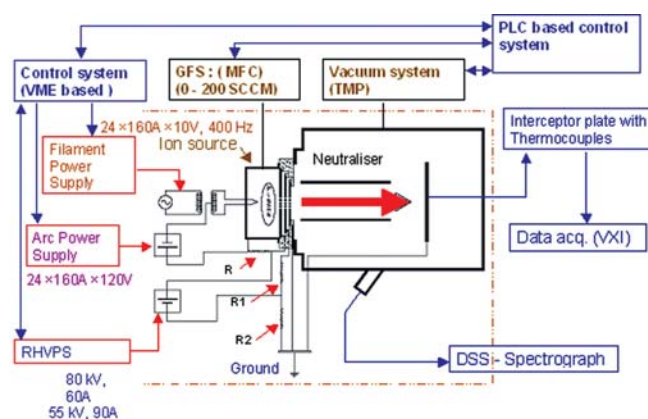 PLC based control
system
Control system
(VME based )
GFS : ( MFC)
(0 - 200 SCCM)
Vacuum system
(TMP)
24 ×160A ×10V, 400 Hz
Ion source
Filament
Power
Supply
Neutraliser
Interceptor plate with
Thermocouples
Arc Power
Supply
24 ×160A ×120V
Data acq. (VXI)
R
R1
R2
RHVPS
Ground
DSS - Spectrograph
80 kV,
60A
55 kV, 90A